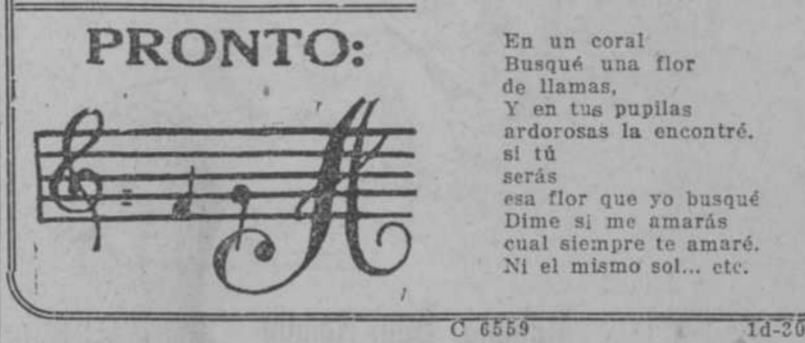 PRONTO:
En un coral
Busqué una flor
de llamas,
Y en tus pupilas
ardorosas la encontré.
si tú
serás
esa flor que yo busqué
Dime si me amarás
cual siempre te amaré.
Ni el mismo sol... etc.
C 6559 1d-30